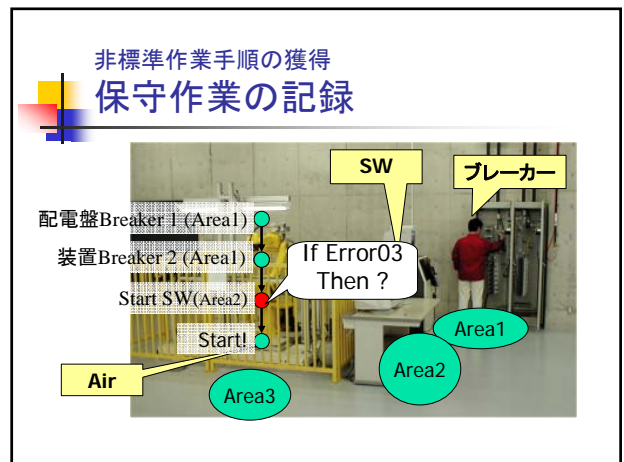 非標準作業手順の獲得
保守作業の記録
SW
ブレーカー
配電盤Breaker 1 (Area1)
装置Breaker 2 (Area1)
If Error03
Then ?
Start SW(Area2)
Start!
Area1
Area2
Air
Area3